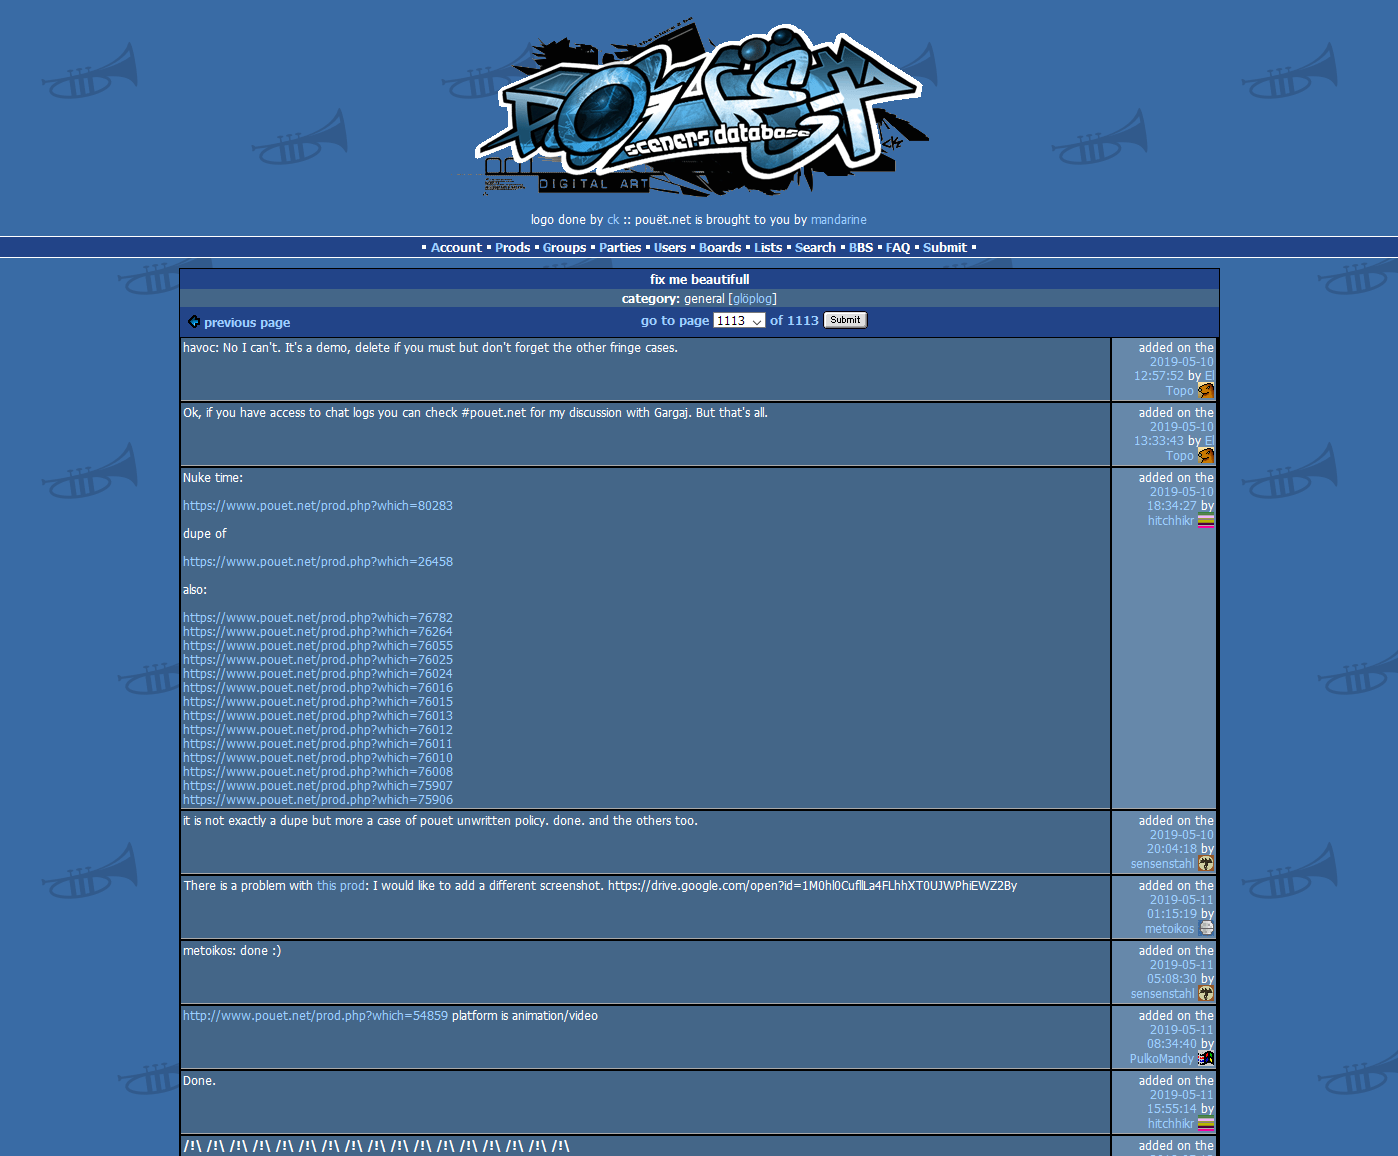 POUËT
sceners database
DIGITAL ART
logo done by ck :: pouët.net is brought to you by mandarine
▪ Account ▪ Prods ▪ Groups ▪ Parties ▪ Users ▪ Boards ▪ Lists ▪ Search ▪ BBS ▪ FAQ ▪ Submit ▪
fix me beautifull
category: general [glöplog]
previous page
go to page 1113 of 1113 Submit
havoc: No I can't. It's a demo, delete if you must but don't forget the other fringe cases.
added on the
2019-05-10
12:57:52 by El
Topo
Ok, if you have access to chat logs you can check #pouet.net for my discussion with Gargaj. But that's all.
added on the
2019-05-10
13:33:43 by El
Topo
Nuke time:
https://www.pouet.net/prod.php?which=80283
dupe of
https://www.pouet.net/prod.php?which=26458
also:
https://www.pouet.net/prod.php?which=76782
https://www.pouet.net/prod.php?which=76264
https://www.pouet.net/prod.php?which=76055
https://www.pouet.net/prod.php?which=76025
https://www.pouet.net/prod.php?which=76024
https://www.pouet.net/prod.php?which=76016
https://www.pouet.net/prod.php?which=76015
https://www.pouet.net/prod.php?which=76013
https://www.pouet.net/prod.php?which=76012
https://www.pouet.net/prod.php?which=76011
https://www.pouet.net/prod.php?which=76010
https://www.pouet.net/prod.php?which=76008
https://www.pouet.net/prod.php?which=75907
https://www.pouet.net/prod.php?which=75906
added on the
2019-05-10
18:34:27 by
hitchhikr
it is not exactly a dupe but more a case of pouet unwritten policy. done. and the others too.
added on the
2019-05-10
20:04:18 by
sensenstahl
There is a problem with this prod: I would like to add a different screenshot. https://drive.google.com/open?id=1M0hl0CufllLa4FLhhXT0UJWPhiEWZ2By
added on the
2019-05-11
01:15:19 by
metoikos
metoikos: done :)
added on the
2019-05-11
05:08:30 by
sensenstahl
http://www.pouet.net/prod.php?which=54859 platform is animation/video
added on the
2019-05-11
08:34:40 by
PulkoMandy
Done.
added on the
2019-05-11
15:55:14 by
hitchhikr
/!\ /!\ /!\ /!\ /!\ /!\ /!\ /!\ /!\ /!\ /!\ /!\ /!\ /!\ /!\ /!\ /!\
added on the